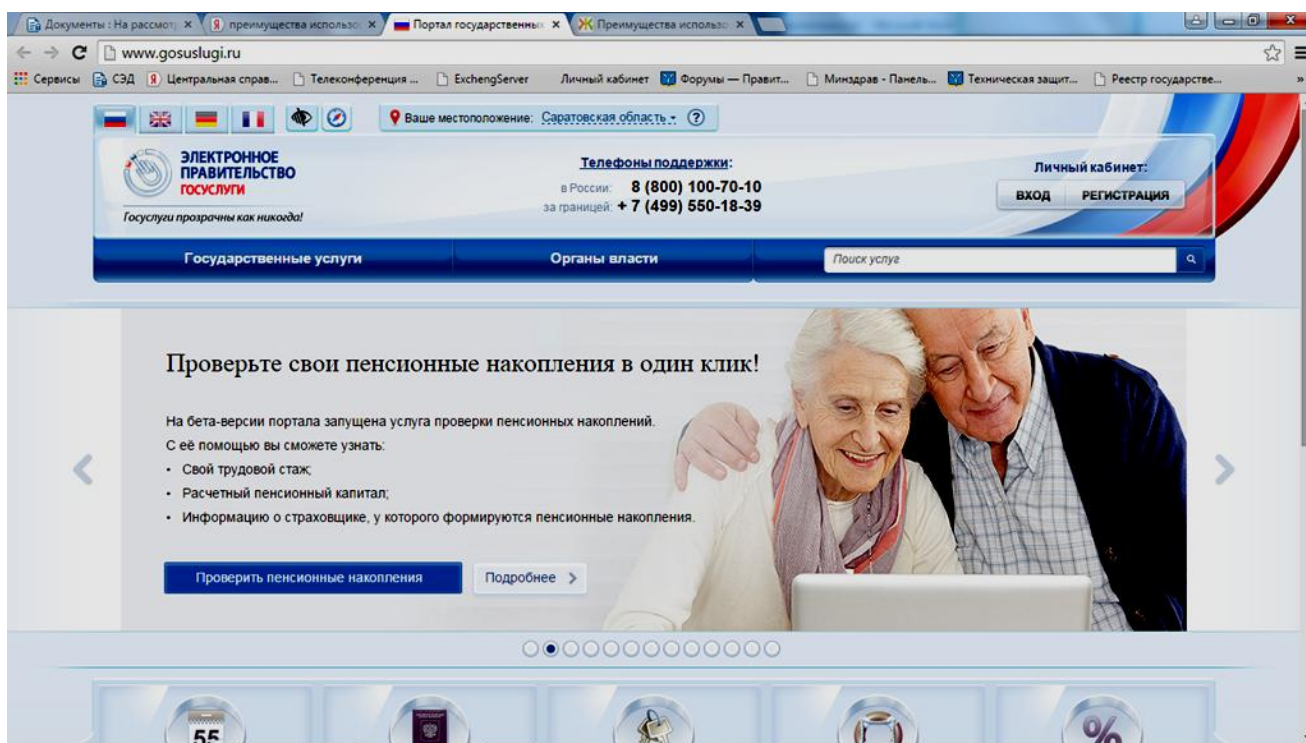 Документы : На рассмот
преимущества использо
Портал государственны
Преимущества использо
www.gosuslugi.ru
Сервисы
СЭД
Центральная справ...
Телеконференция ...
ExchengServer
Личный кабинет
Форумы — Правит...
Минздрав - Панель...
Техническая защит...
Реестр государстве...
»
Ваше местоположение: Саратовская область ?
ЭЛЕКТРОННОЕ
ПРАВИТЕЛЬСТВО
ГОСУСЛУГИ
Госуслуги прозрачны как никогда!
Телефоны поддержки:
в России: 8 (800) 100-70-10
за границей: + 7 (499) 550-18-39
Личный кабинет:
ВХОД РЕГИСТРАЦИЯ
Государственные услуги
Органы власти
Поиск услуг
Проверьте свои пенсионные накопления в один клик!
На бета-версии портала запущена услуга проверки пенсионных накоплений.
С её помощью вы сможете узнать:
• Свой трудовой стаж;
• Расчетный пенсионный капитал;
• Информацию о страховщике, у которого формируются пенсионные накопления.
Проверить пенсионные накопления
Подробнее
55
%